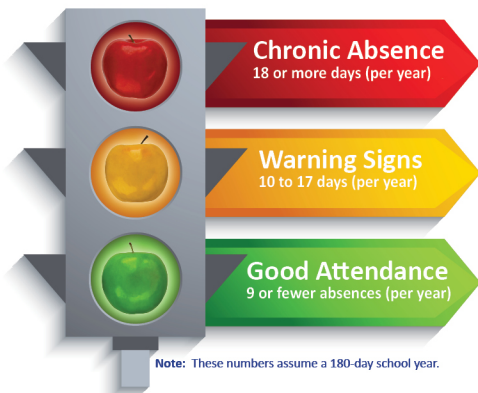 Chronic Absence
18 or more days (per year)
Warning Signs
10 to 17 days (per year)
Good Attendance
9 or fewer absences (per year)
Note: These numbers assume a 180-day school year.